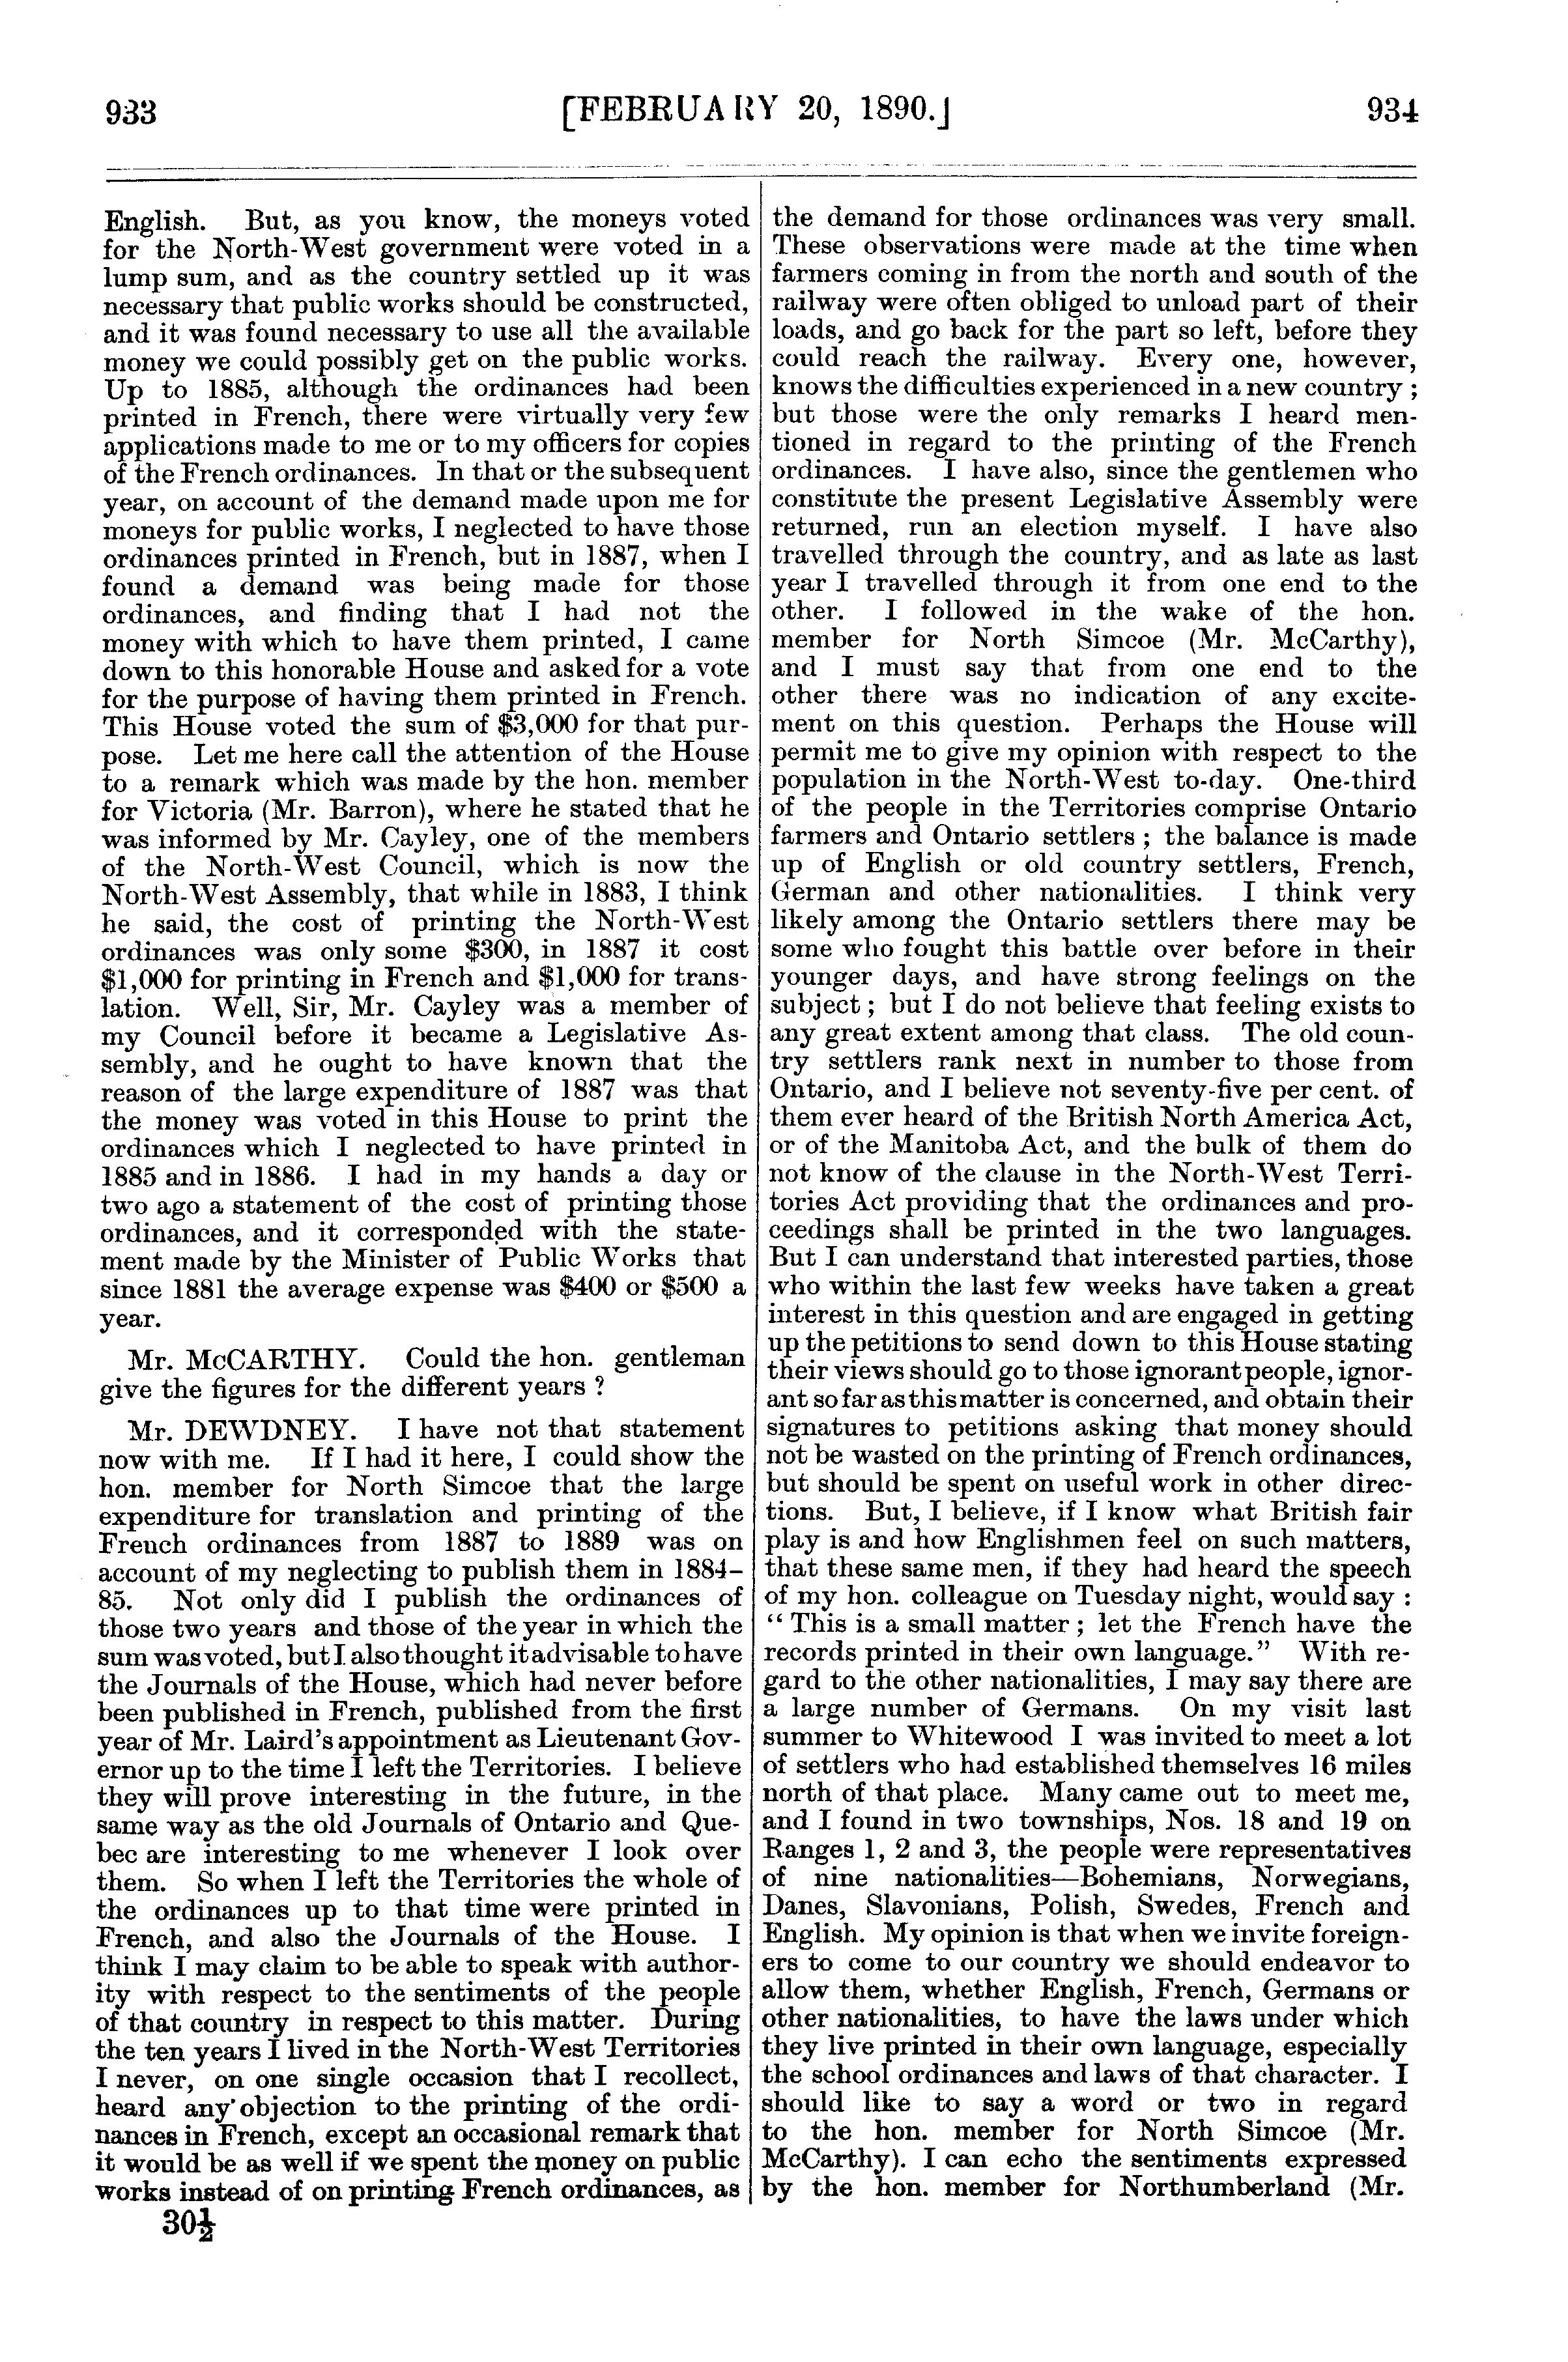 933
[FEBRUARY 20, 1890.]
934
English. But, as you know, the moneys voted
for the North-West government were voted in a
lump sum, and as the country settled up it was
necessary that public works should be constructed,
and it was found necessary to use all the available
money we could possibly get on the public works.
Up to 1885, although the ordinances had been
printed in French, there were virtually very few
applications made to me or to my officers for copies
of the French ordinances. In that or the subsequent
year, on account of the demand made upon me for
moneys for public works, I neglected to have those
ordinances printed in French, but in 1887, when I
found a demand was being made for those
ordinances, and finding that I had not the
money with which to have them printed, I came
down to this honorable House and asked for a vote
for the purpose of having them printed in French.
This House voted the sum of $3,000 for that pur-
pose. Let me here call the attention of the House
to a remark which was made by the hon. member
for Victoria (Mr. Barron), where he stated that he
was informed by Mr. Cayley, one of the members
of the North-West Council, which is now the
North-West Assembly, that while in 1883, I think
he said, the cost of printing the North-West
ordinances was only some $300, in 1887 it cost
$1,000 for printing in French and $1,000 for trans-
lation. Well, Sir, Mr. Cayley was a member of
my Council before it became a Legislative As-
sembly, and he ought to have known that the
reason of the large expenditure of 1887 was that
the money was voted in this House to print the
ordinances which I neglected to have printed in
1885 and in 1886. I had in my hands a day or
two ago a statement of the cost of printing those
ordinances, and it corresponded with the state-
ment made by the Minister of Public Works that
since 1881 the average expense was $400 or $500 a
year.
Mr. McCARTHY. Could the hon. gentleman
give the figures for the different years ?
Mr. DEWDNEY. I have not that statement
now with me. If I had it here, I could show the
hon. member for North Simcoe that the large
expenditure for translation and printing of the
French ordinances from 1887 to 1889 was on
account of my neglecting to publish them in 1884-
85. Not only did I publish the ordinances of
those two years and those of the year in which the
sum was voted, but I also thought it advisable to have
the Journals of the House, which had never before
been published in French, published from the first
year of Mr. Laird's appointment as Lieutenant Gov-
ernor up to the time I left the Territories. I believe
they will prove interesting in the future, in the
same way as the old Journals of Ontario and Que-
bec are interesting to me whenever I look over
them. So when I left the Territories the whole of
the ordinances up to that time were printed in
French, and also the Journals of the House. I
think I may claim to be able to speak with author-
ity with respect to the sentiments of the people
of that country in respect to this matter. During
the ten years I lived in the North-West Territories
I never, on one single occasion that I recollect,
heard any objection to the printing of the ordi-
nances in French, except an occasional remark that
it would be as well if we spent the money on public
works instead of on printing French ordinances, as
30½
the demand for those ordinances was very small.
These observations were made at the time when
farmers coming in from the north and south of the
railway were often obliged to unload part of their
loads, and go back for the part so left, before they
could reach the railway. Every one, however,
knows the difficulties experienced in a new country ;
but those were the only remarks I heard men-
tioned in regard to the printing of the French
ordinances. I have also, since the gentlemen who
constitute the present Legislative Assembly were
returned, run an election myself. I have also
travelled through the country, and as late as last
year I travelled through it from one end to the
other. I followed in the wake of the hon.
member for North Simcoe (Mr. McCarthy),
and I must say that from one end to the
other there was no indication of any excite-
ment on this question. Perhaps the House will
permit me to give my opinion with respect to the
population in the North-West to-day. One-third
of the people in the Territories comprise Ontario
farmers and Ontario settlers ; the balance is made
up of English or old country settlers, French,
German and other nationalities. I think very
likely among the Ontario settlers there may be
some who fought this battle over before in their
younger days, and have strong feelings on the
subject ; but I do not believe that feeling exists to
any great extent among that class. The old coun-
try settlers rank next in number to those from
Ontario, and I believe not seventy-five per cent. of
them ever heard of the British North America Act,
or of the Manitoba Act, and the bulk of them do
not know of the clause in the North-West Terri-
tories Act providing that the ordinances and pro-
ceedings shall be printed in the two languages.
But I can understand that interested parties, those
who within the last few weeks have taken a great
interest in this question and are engaged in getting
up the petitions to send down to this House stating
their views should go to those ignorant people, ignor-
ant so far as this matter is concerned, and obtain their
signatures to petitions asking that money should
not be wasted on the printing of French ordinances,
but should be spent on useful work in other direc-
tions. But, I believe, if I know what British fair
play is and how Englishmen feel on such matters,
that these same men, if they had heard the speech
of my hon. colleague on Tuesday night, would say :
“ This is a small matter ; let the French have the
records printed in their own language.” With re-
gard to the other nationalities, I may say there are
a large number of Germans. On my visit last
summer to Whitewood I was invited to meet a lot
of settlers who had established themselves 16 miles
north of that place. Many came out to meet me,
and I found in two townships, Nos. 18 and 19 on
Ranges 1, 2 and 3, the people were representatives
of nine nationalities—Bohemians, Norwegians,
Danes, Slavonians, Polish, Swedes, French and
English. My opinion is that when we invite foreign-
ers to come to our country we should endeavor to
allow them, whether English, French, Germans or
other nationalities, to have the laws under which
they live printed in their own language, especially
the school ordinances and laws of that character. I
should like to say a word or two in regard
to the hon. member for North Simcoe (Mr.
McCarthy). I can echo the sentiments expressed
by the hon. member for Northumberland (Mr.